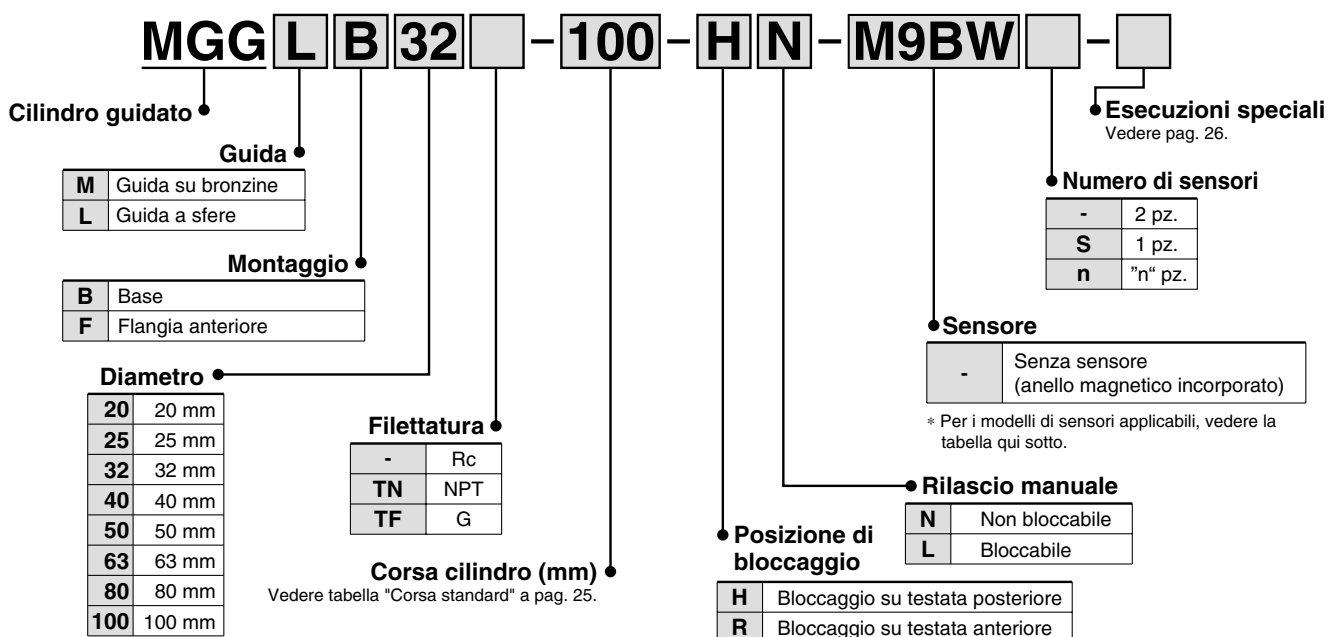 MGG L B 32 - 100 - H N - M9BW -
Cilindro guidato
Esecuzioni speciali
Vedere pag. 26.
Guida
M Guida su bronzine
L Guida a sfere
Numero di sensori
- 2 pz.
S 1 pz.
n ”n“ pz.
Montaggio
B Base
F Flangia anteriore
Sensore
- Senza sensore
(anello magnetico incorporato)
* Per i modelli di sensori applicabili, vedere la
tabella qui sotto.
Diametro
20 20 mm
25 25 mm
32 32 mm
40 40 mm
50 50 mm
63 63 mm
80 80 mm
100 100 mm
Filettatura
- Rc
TN NPT
TF G
Rilascio manuale
N Non bloccabile
L Bloccabile
Corsa cilindro (mm)
Vedere tabella "Corsa standard" a pag. 25.
Posizione di
bloccaggio
H Bloccaggio su testata posteriore
R Bloccaggio su testata anteriore